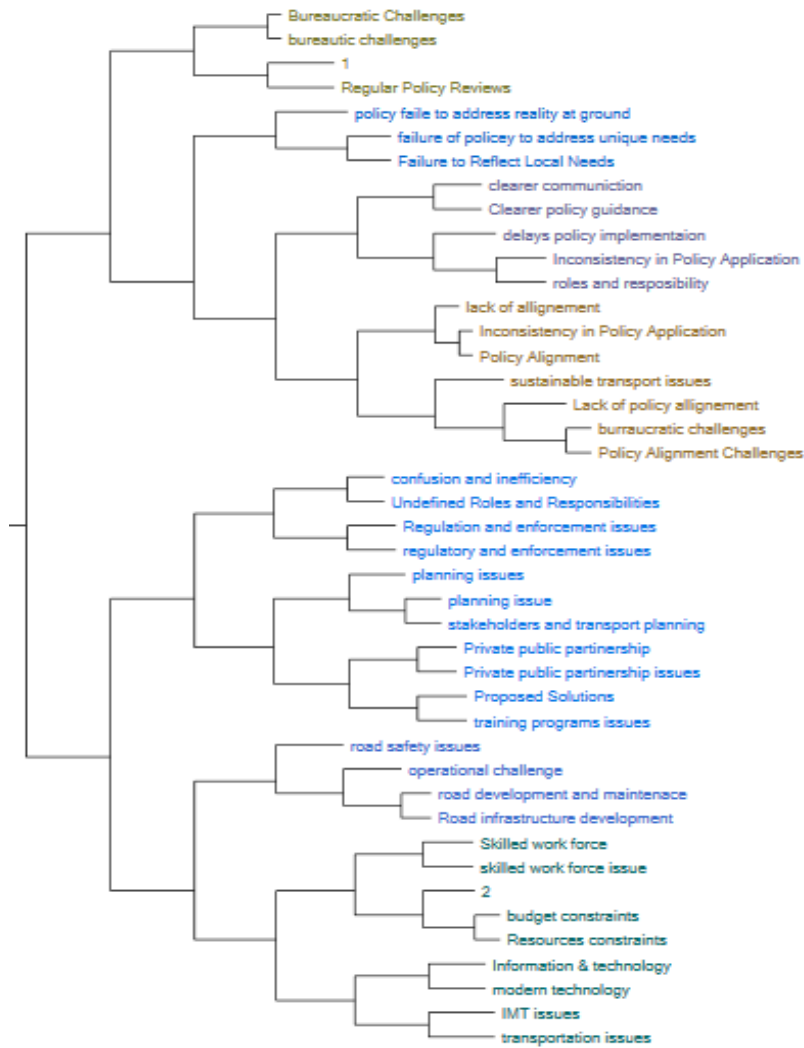 Bureaucratic Challenges
bureautic challenges
1
Regular Policy Reviews
policy faile to address reality at ground
failure of policey to address unique needs
Failure to Reflect Local Needs
clearer communiction
Clearer policy guidance
delays policy implementaion
Inconsistency in Policy Application
roles and resposibility
lack of allignement
Inconsistency in Policy Application
Policy Alignment
sustainable transport issues
Lack of policy allignement
burraucratic challenges
Policy Alignment Challenges
confusion and inefficiency
Undefined Roles and Responsibilities
Regulation and enforcement issues
regulatory and enforcement issues
planning issues
planning issue
stakeholders and transport planning
Private public partnership
Private public partnership issues
Proposed Solutions
training programs issues
road safety issues
operational challenge
road development and maintenace
Road infrastructure development
Skilled work force
skilled work force issue
2
budget constraints
Resources constraints
Information & technology
modern technology
IMT issues
transportation issues